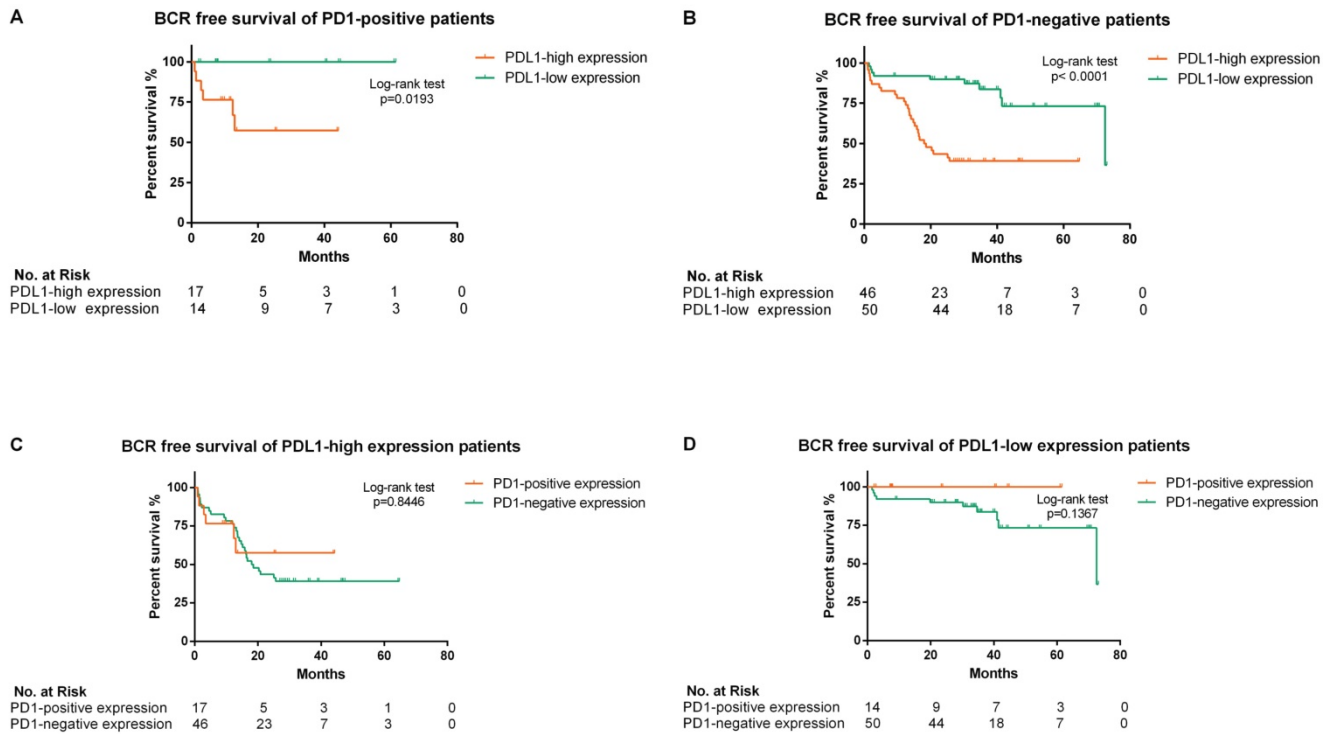 A
BCR free survival of PD1-positive patients
PDL1-high expression
PDL1-low expression
Log-rank test
p=0.0193
Percent survival %
100
75
50
25
0
0 20 40 60 80
Months
No. at Risk
PDL1-high expression 17 5 3 1 0
PDL1-low expression 14 9 7 3 0
B
BCR free survival of PD1-negative patients
PDL1-high expression
PDL1-low expression
Log-rank test
p< 0.0001
Percent survival %
100
75
50
25
0
0 20 40 60 80
Months
No. at Risk
PDL1-high expression 46 23 7 3 0
PDL1-low expression 50 44 18 7 0
C
BCR free survival of PDL1-high expression patients
PD1-positive expression
PD1-negative expression
Log-rank test
p=0.8446
Percent survival %
100
75
50
25
0
0 20 40 60 80
Months
No. at Risk
PD1-positive expression 17 5 3 1 0
PD1-negative expression 46 23 7 3 0
D
BCR free survival of PDL1-low expression patients
PD1-positive expression
PD1-negative expression
Log-rank test
p=0.1367
Percent survival %
100
75
50
25
0
0 20 40 60 80
Months
No. at Risk
PD1-positive expression 14 9 7 3 0
PD1-negative expression 50 44 18 7 0